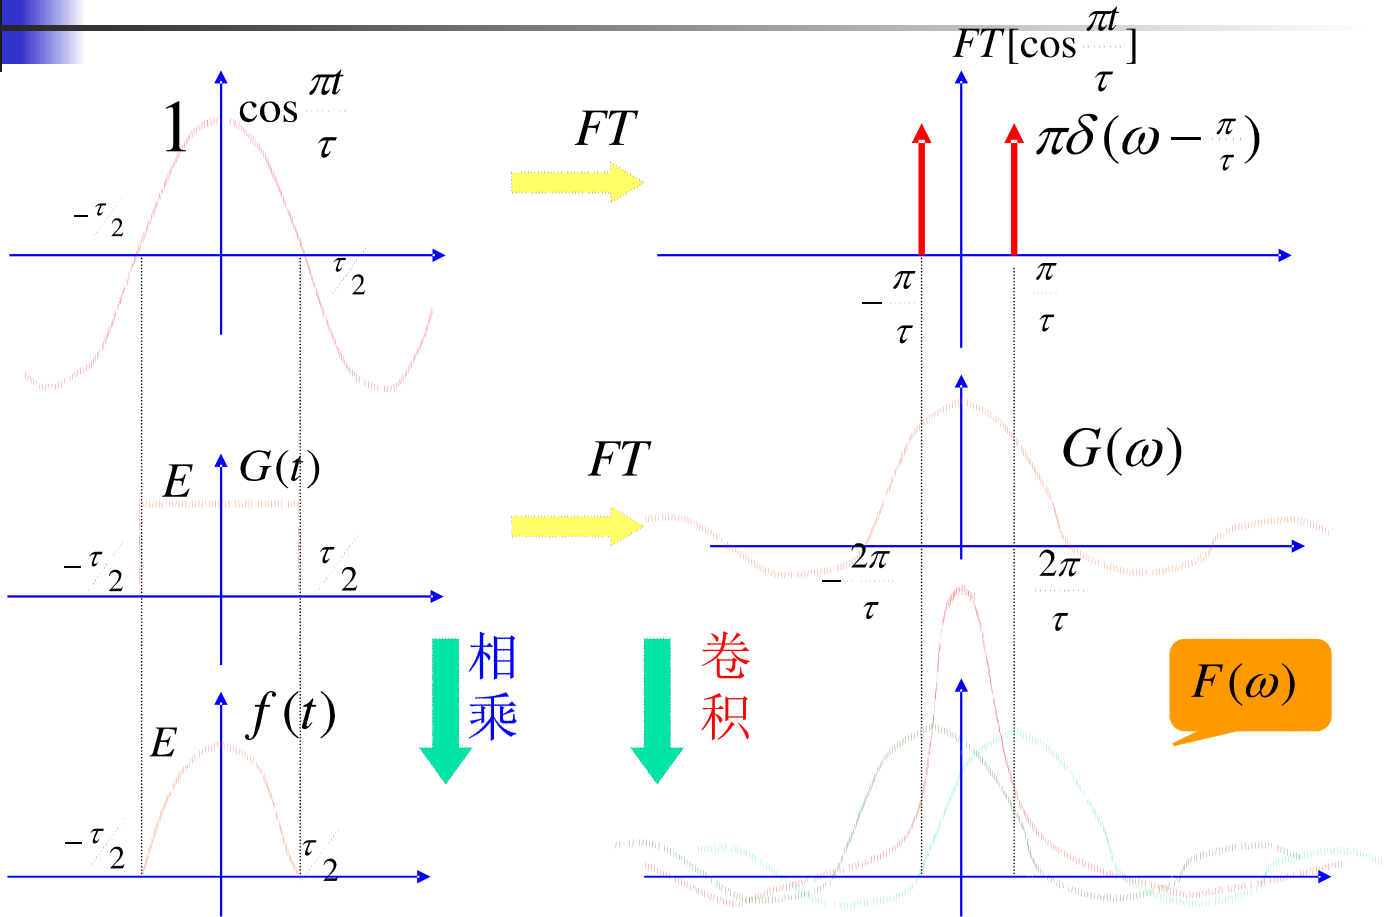 1 cos πt/τ
FT
FT[cos πt/τ]
πδ(ω − π/τ)
−τ/2
τ/2
−π/τ
π/τ
E
G(t)
FT
G(ω)
−τ/2
τ/2
−2π/τ
2π/τ
相乘
卷积
F(ω)
E
f(t)
−τ/2
τ/2